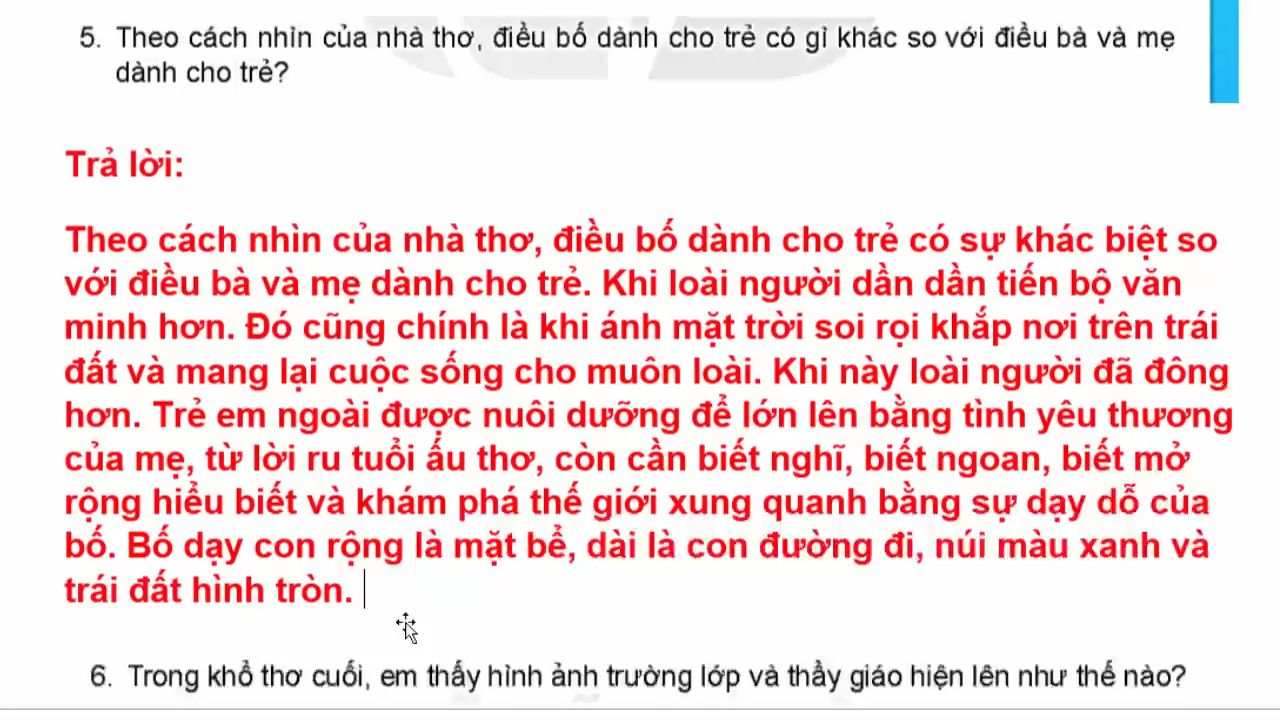 5. Theo cách nhìn của nhà thơ, điều bố dành cho trẻ có gì khác so với điều bà và mẹ
dành cho trẻ?
Trả lời:
Theo cách nhìn của nhà thơ, điều bố dành cho trẻ có sự khác biệt so
với điều bà và mẹ dành cho trẻ. Khi loài người dần dần tiến bộ văn
minh hơn. Đó cũng chính là khi ánh mặt trời soi rọi khắp nơi trên trái
đất và mang lại cuộc sống cho muôn loài. Khi này loài người đã đông
hơn. Trẻ em ngoài được nuôi dưỡng để lớn lên bằng tình yêu thương
của mẹ, từ lời ru tuổi ấu thơ, còn cần biết nghĩ, biết ngoan, biết mở
rộng hiểu biết và khám phá thế giới xung quanh bằng sự dạy dỗ của
bố. Bố dạy con rộng là mặt bể, dài là con đường đi, núi màu xanh và
trái đất hình tròn.
6. Trong khổ thơ cuối, em thấy hình ảnh trường lớp và thầy giáo hiện lên như thế nào?